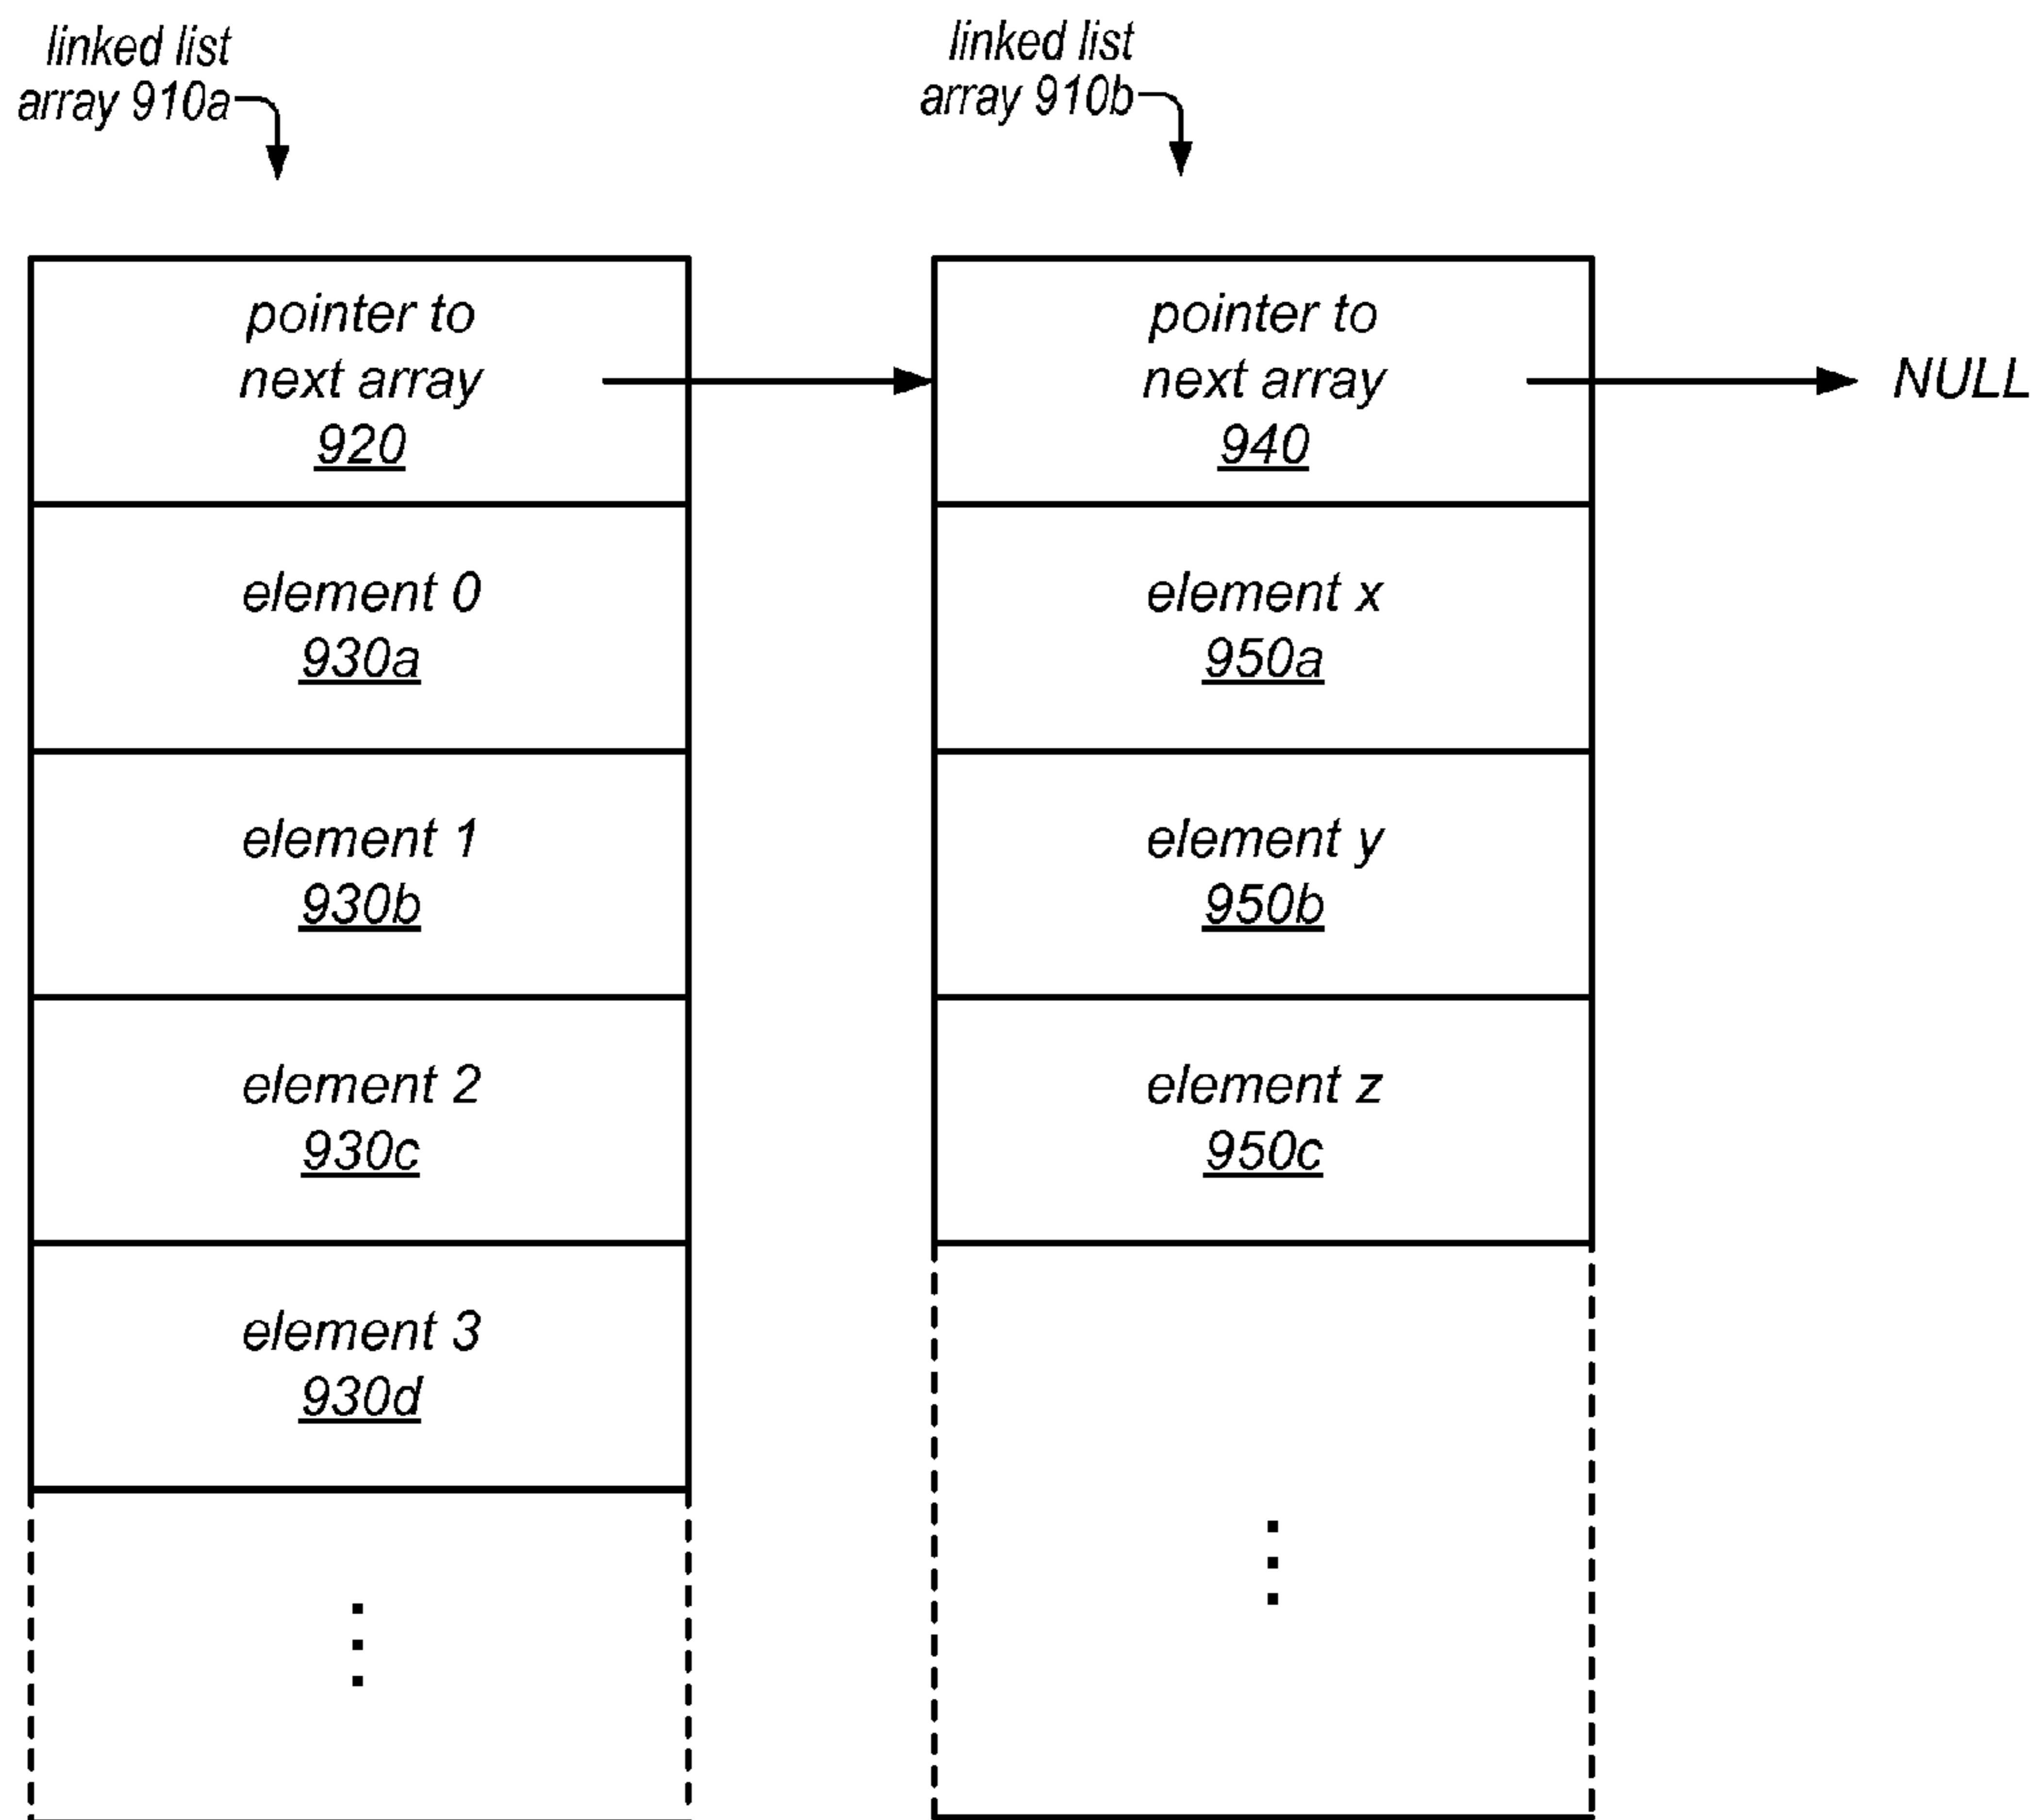 linked list
array 910a
linked list
array 910b
pointer to
next array
920
pointer to
next array
940
NULL
element 0
930a
element x
950a
element 1
930b
element y
950b
element 2
930c
element z
950c
element 3
930d